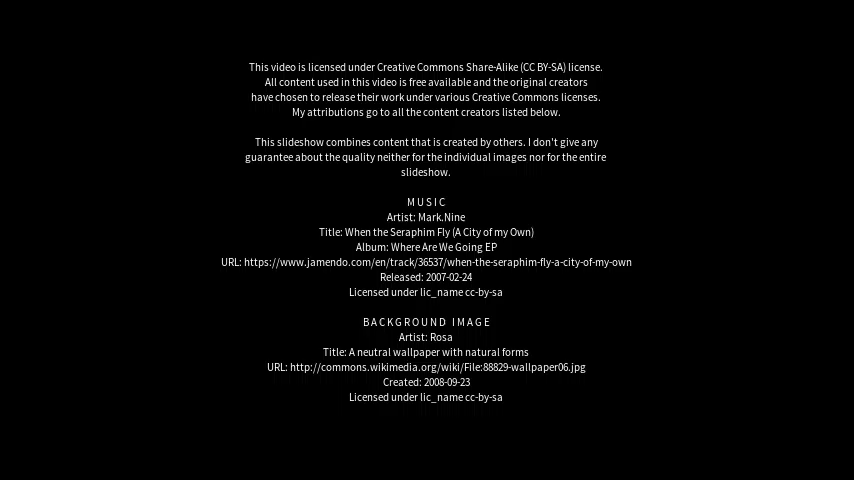 This video is licensed under Creative Commons Share-Alike (CC BY-SA) license.
All content used in this video is free available and the original creators
have chosen to release their work under various Creative Commons licenses.
My attributions go to all the content creators listed below.
This slideshow combines content that is created by others. I don't give any
guarantee about the quality neither for the individual images nor for the entire
slideshow.
MUSIC
Artist: Mark.Nine
Title: When the Seraphim Fly (A City of my Own)
Album: Where Are We Going EP
URL: https://www.jamendo.com/en/track/36537/when-the-seraphim-fly-a-city-of-my-own
Released: 2007-02-24
Licensed under lic_name cc-by-sa
BACKGROUND IMAGE
Artist: Rosa
Title: A neutral wallpaper with natural forms
URL: http://commons.wikimedia.org/wiki/File:88829-wallpaper06.jpg
Created: 2008-09-23
Licensed under lic_name cc-by-sa